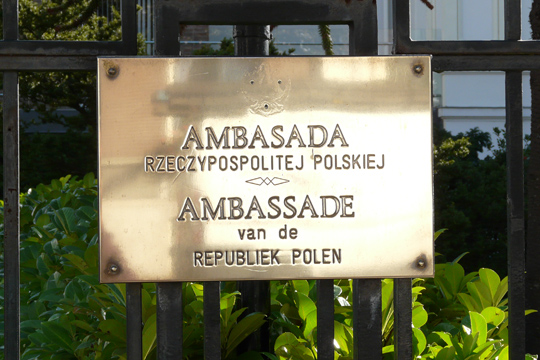 AMBASADA
RZECZYPOSPOLITEJ POLSKIEJ
AMBASSADE
van de
REPUBLIEK POLEN